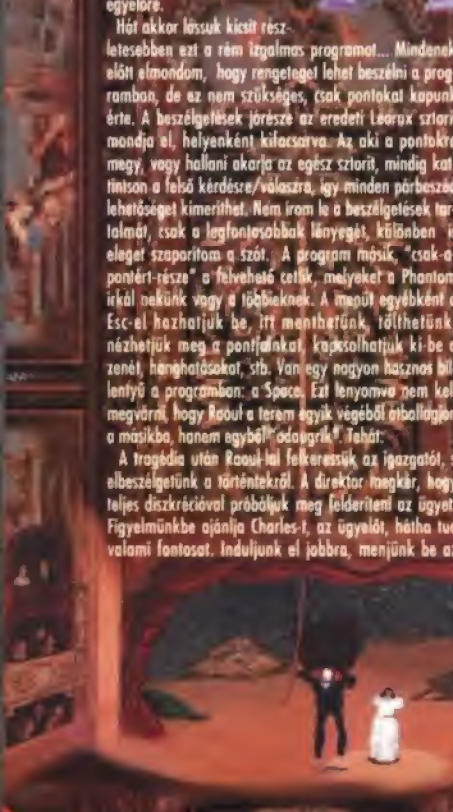 egyelőre.
Hát akkor lássuk kicsit rész-
letesebben ezt a rém izgalmas programot... Mindenek
előtt elmondom, hogy rengeteget lehet beszélni a prog
ramban, de ez nem szükséges, csak pontokat kapunk
érte. A beszélgetések jórésze az eredeti Leroux sztorit
mondja el, helyenként kifacsarva. Az aki a pontokra
megy, vagy hallani akarja az egész sztorit, mindig kat
tintson a felső kérdésre/válaszra, így minden párbeszéd
lehetőséget kimeríthet. Nem írom le a beszélgetések tar
talmát, csak a legfontosabbak lényegét, különben i
eleget szaporítom a szót. A program másik, "csak-a
pontért-része" a felvehető cetlik, melyeket a Phantom
irkál nekünk vagy a többieknek. A menüt egyébként a
Esc-el hozhatjuk be, itt menthetünk, tölthetünk
nézhetjük meg a pontjainkat, kapcsolhatjuk ki-be a
zenét, hanghatásokat, stb. Van egy nagyon hasznos bil
lentyű a programban: a Space. Ezt lenyomva nem kel
megvárni, hogy Raoul a terem egyik végéből átballagjon
a másikba, hanem egyből "odaugrik". Tehát:
A tragédia után Raoul-lal felkeressük az igazgatót, s
elbeszélgetünk a történtekről. A direktor megkér, hogy
teljes diszkrécióval próbáljuk meg felderíteni az ügyet
Figyelmünkbe ajánlja Charles-t, az ügyelőt, hátha tud
valami fontosat. Induljunk el jobbra, menjünk be az